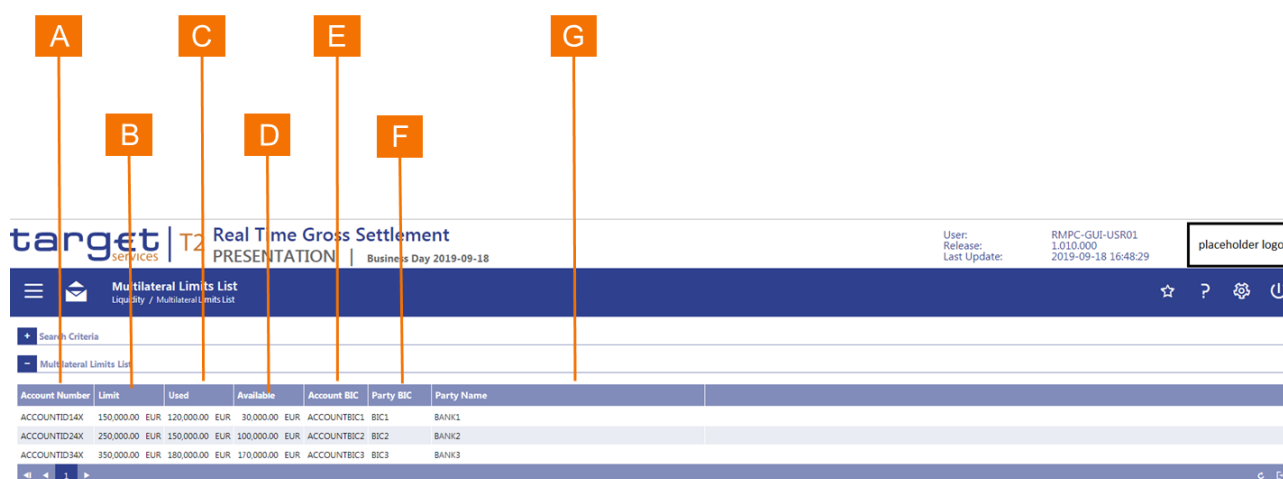 A C E G
B D F
target services | T2 Real Time Gross Settlement
PRESENTATION | Business Day 2019-09-18
User: RMPC-GUI-USR01
Release: 1.010.000
Last Update: 2019-09-18 16:48:29
placeholder logo
Multilateral Limits List
Liquidity / Multilateral Limits List
?
+ Search Criteria
− Multilateral Limits List
Account Number Limit Used Available Account BIC Party BIC Party Name
ACCOUNTID14X 150,000.00 EUR 120,000.00 EUR 30,000.00 EUR ACCOUNTBIC1 BIC1 BANK1
ACCOUNTID24X 250,000.00 EUR 150,000.00 EUR 100,000.00 EUR ACCOUNTBIC2 BIC2 BANK2
ACCOUNTID34X 350,000.00 EUR 180,000.00 EUR 170,000.00 EUR ACCOUNTBIC3 BIC3 BANK3
1